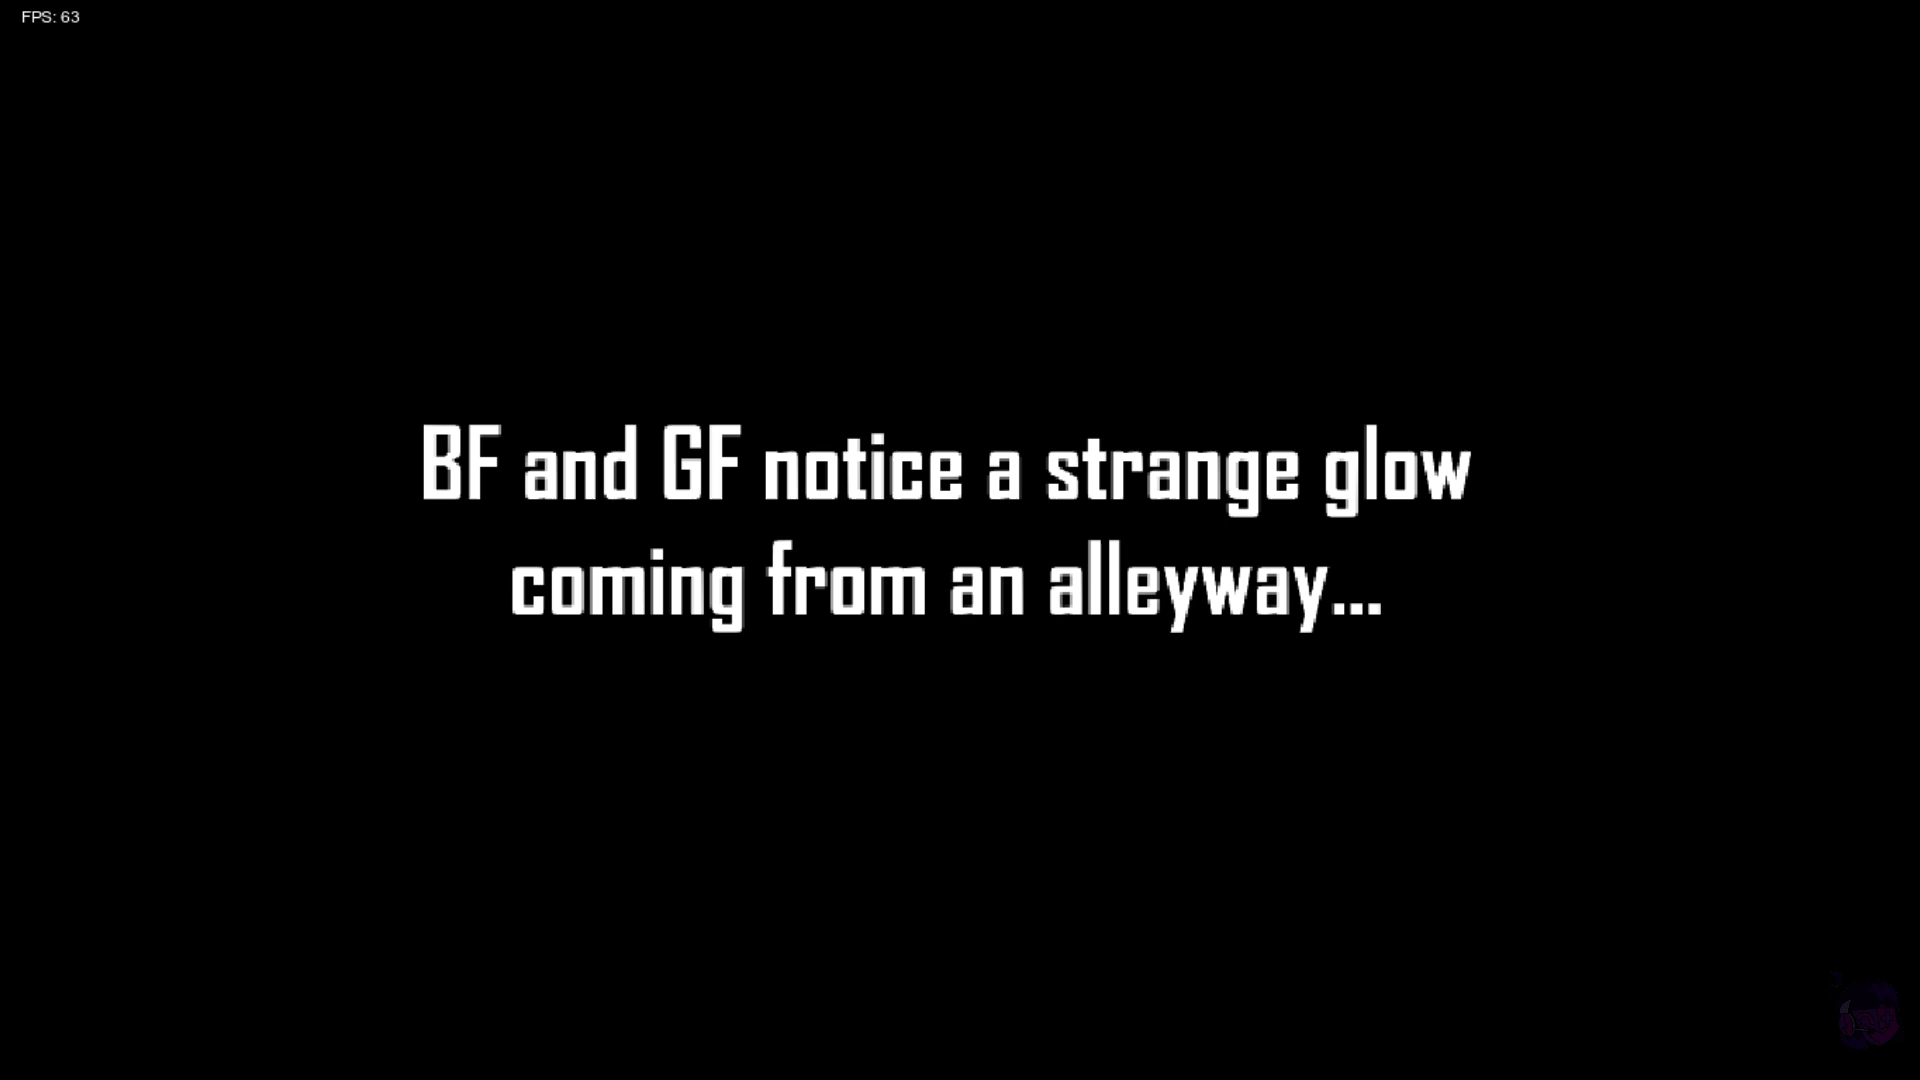 FPS: 63
BF and GF notice a strange glow
coming from an alleyway...